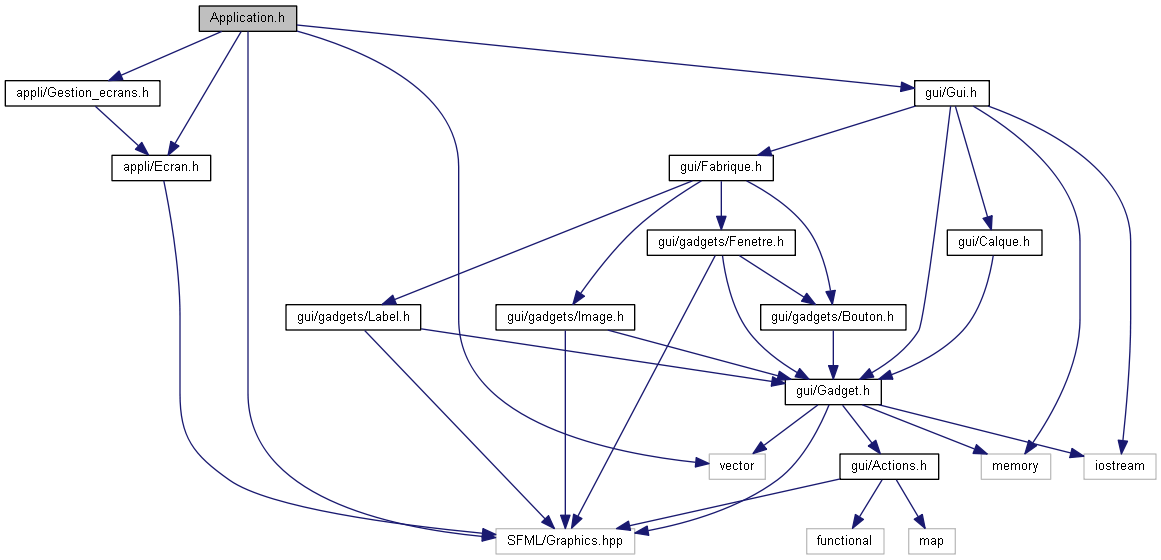 Application.h
appli/Gestion_ecrans.h
gui/Gui.h
appli/Ecran.h
gui/Fabrique.h
gui/gadgets/Fenetre.h
gui/Calque.h
gui/gadgets/Label.h
gui/gadgets/Image.h
gui/gadgets/Bouton.h
gui/Gadget.h
vector
gui/Actions.h
memory
iostream
SFML/Graphics.hpp
functional
map